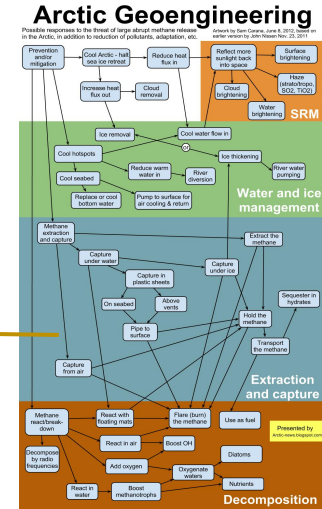 Arctic Geoengineering
Possible responses to the threat of large abrupt methane release
in the Arctic, in addition to reduction of pollutants, adaptation, etc.
Artwork by Sam Carana, June 8, 2012, based on
earlier version by John Nissen Nov. 23, 2011
Prevention
and/or
mitigation
Cool Arctic - halt
sea ice retreat
Reduce heat
flux in
Reflect more
sunlight back
into space
Surface
brightening
Increase heat
flux out
Cloud
removal
Cloud
brightening
Haze
(strato/tropo,
SO2, TiO2)
Water
brightening
SRM
Ice removal
Cool water flow in
or
Cool hotspots
Ice thickening
Reduce warm
water in
River
diversion
River water
pumping
Cool seabed
Replace or cool
bottom water
Pump to surface for
air cooling & return
Water and ice
management
Methane
extraction
and capture
Extract the
methane
Capture
under water
Capture
under ice
Capture in
plastic sheets
On seabed
Above
vents
Sequester in
hydrates
Hold the
methane
Pipe to
surface
Transport
the methane
Capture
from air
Extraction
and capture
Methane
react/break-
down
React with
floating mats
Flare (burn)
the methane
Use as fuel
Presented by
Arctic-news.blogspot.com
React in air
Boost OH
Decompose
by radio
frequencies
Add oxygen
Oxygenate
waters
Diatoms
React in
water
Boost
methanotrophs
Nutrients
Decomposition